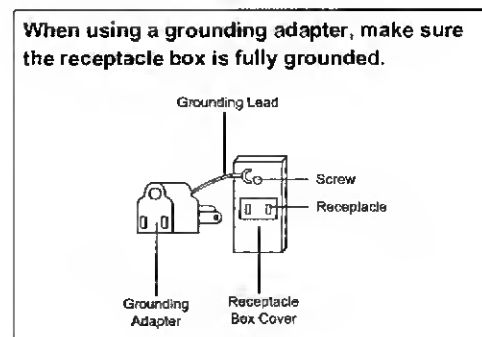 When using a grounding adapter, make sure
the receptacle box is fully grounded.
Grounding Lead
Screw
Receptacle
Grounding
Adapter
Receptacle
Box Cover